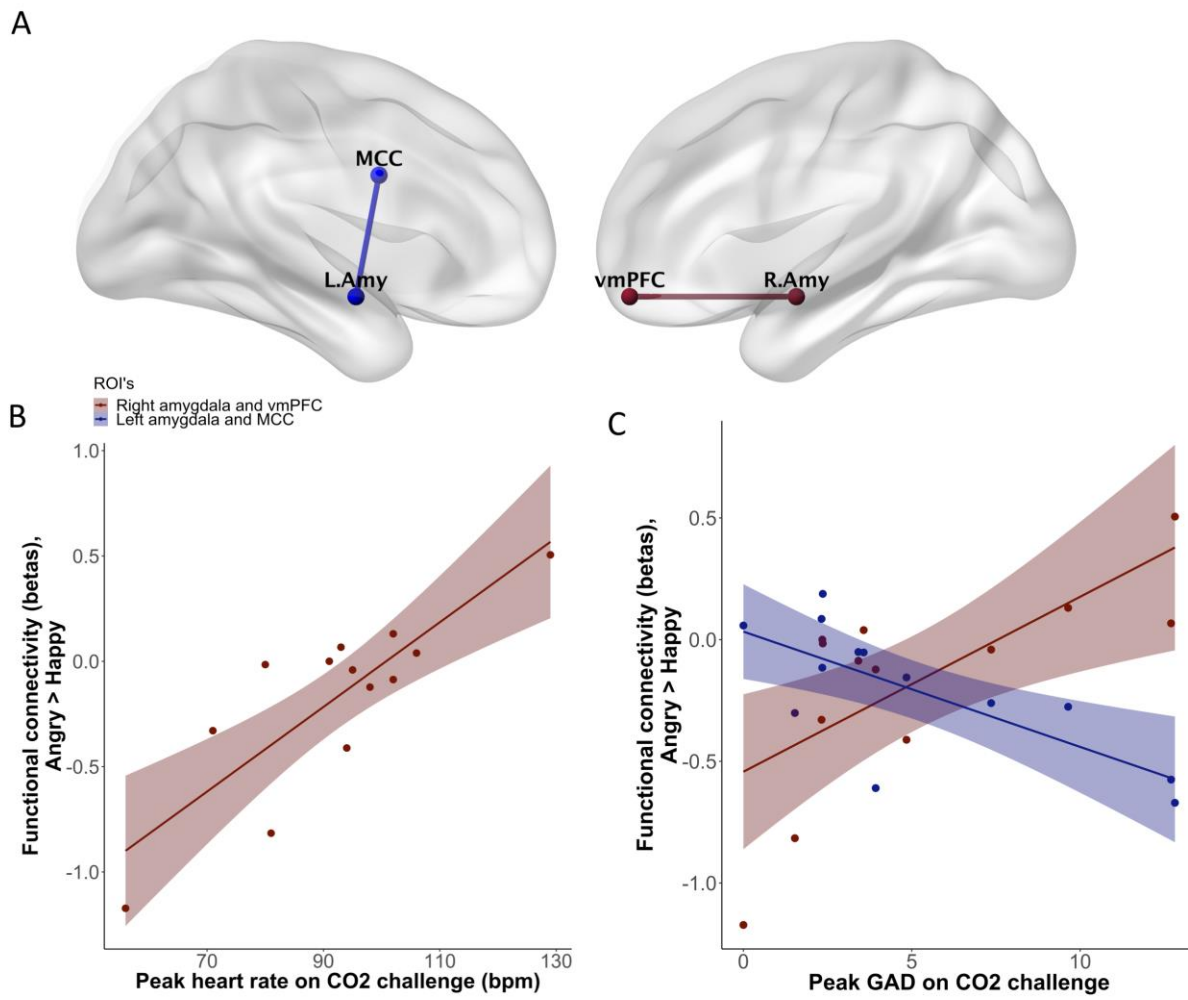 A
MCC
L.Amy
vmPFC
R.Amy
ROI's
Right amygdala and vmPFC
Left amygdala and MCC
B
1.0
0.5
0.0
-0.5
-1.0
Functional connectivity (betas),
Angry > Happy
70
90
110
130
Peak heart rate on CO2 challenge (bpm)
C
0.5
0.0
-0.5
-1.0
Functional connectivity (betas),
Angry > Happy
0
5
10
Peak GAD on CO2 challenge